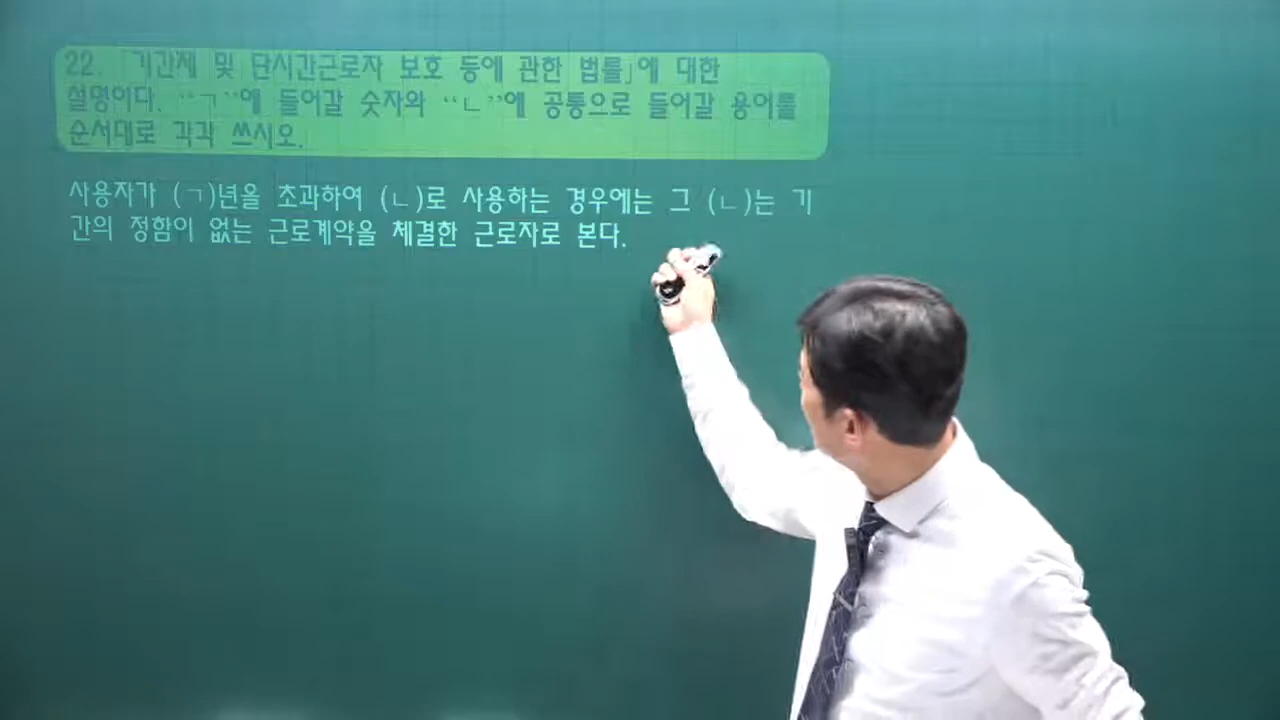 22. 「기간제 및 단시간근로자 보호 등에 관한 법률」에 대한
설명이다. “ㄱ”에 들어갈 숫자와 “ㄴ”에 공통으로 들어갈 용어를
순서대로 각각 쓰시오.
사용자가 (ㄱ)년을 초과하여 (ㄴ)로 사용하는 경우에는 그 (ㄴ)는 기
간의 정함이 없는 근로계약을 체결한 근로자로 본다.